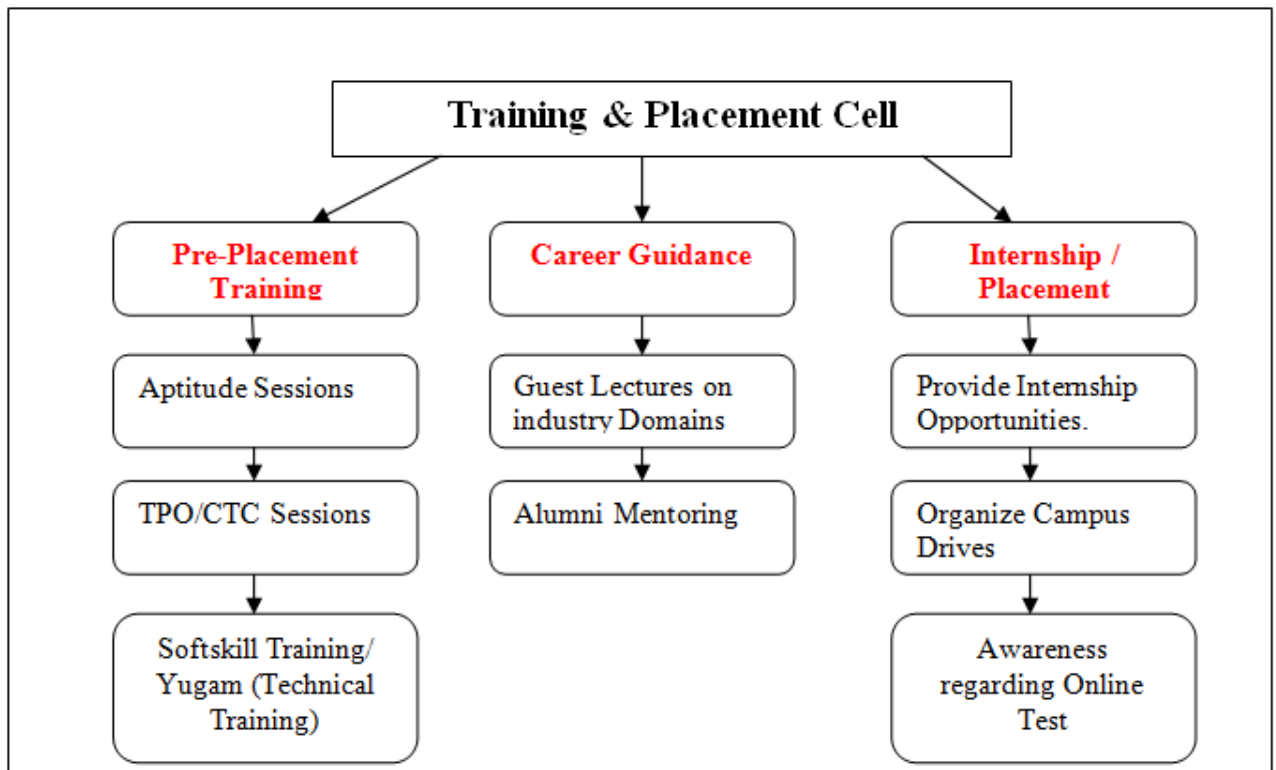 Training & Placement Cell
Pre-Placement
Training
Career Guidance
Internship /
Placement
Aptitude Sessions
Guest Lectures on
industry Domains
Provide Internship
Opportunities.
TPO/CTC Sessions
Alumni Mentoring
Organize Campus
Drives
Softskill Training/
Yugam (Technical
Training)
Awareness
regarding Online
Test